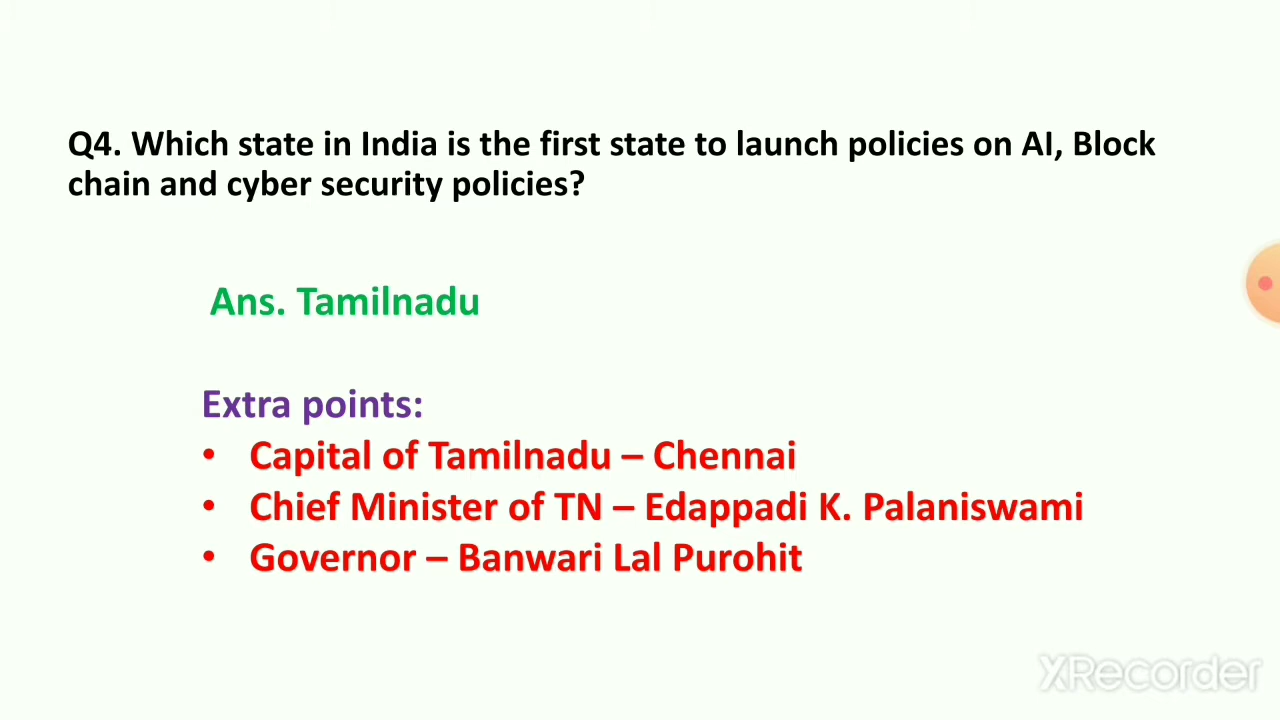 Q4. Which state in India is the first state to launch policies on AI, Block
chain and cyber security policies?
Ans. Tamilnadu
Extra points:
• Capital of Tamilnadu – Chennai
• Chief Minister of TN – Edappadi K. Palaniswami
• Governor – Banwari Lal Purohit
XRecorder